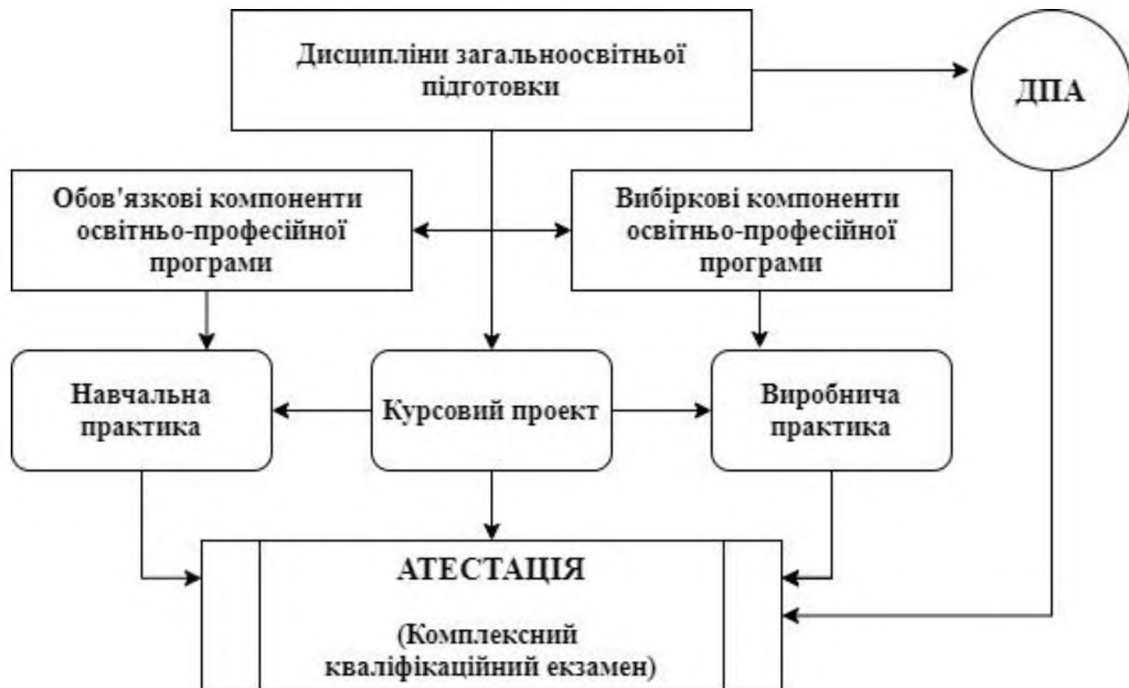 Дисципліни загальноосвітньої
підготовки
ДПА
Обов'язкові компоненти
освітньо-професійної
програми
Вибіркові компоненти
освітньо-професійної
програми
Навчальна
практика
Курсовий проект
Виробнича
практика
АТЕСТАЦІЯ
(Комплексний
кваліфікаційний екзамен)